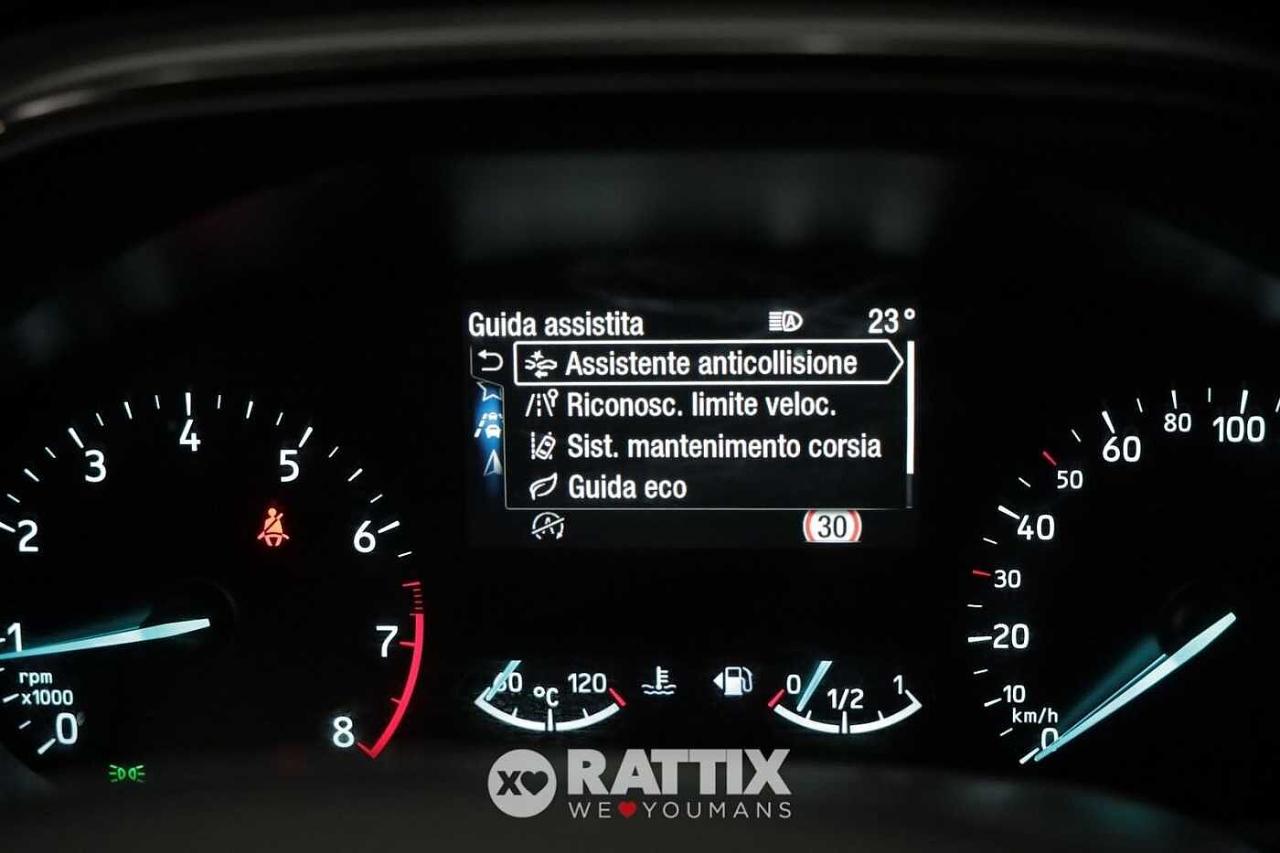 Guida assistita A 23°
Assistente anticollisione
Riconosc. limite veloc.
Sist. mantenimento corsia
Guida eco
A 30
0 1 2 3 4 5 6 7 8
rpm
x1000
60 °C 120
0 1/2 1
0 10 20 30 40 50 60 80 100
km/h
XO RATTIX
WE YOUMANS